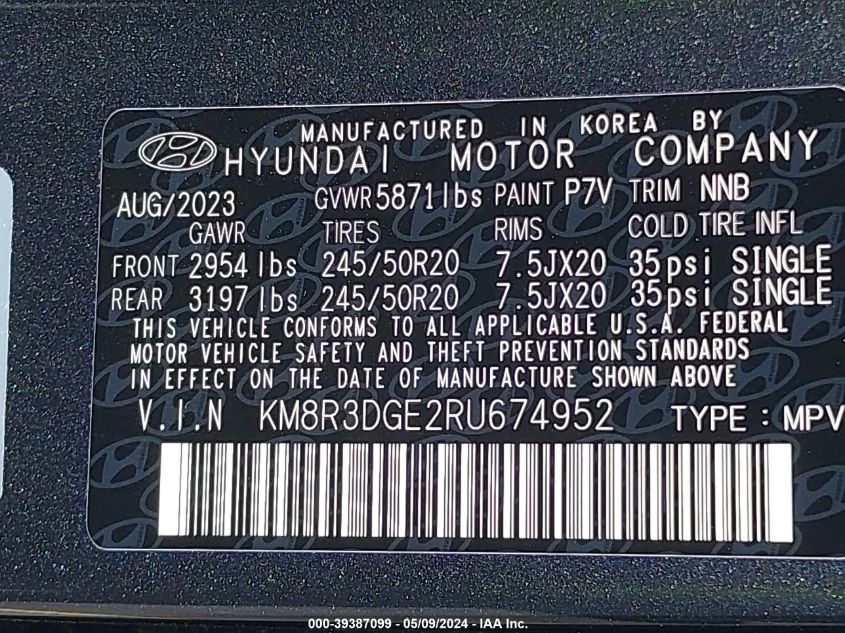 MANUFACTURED IN KOREA BY
HYUNDAI MOTOR COMPANY
AUG/2023 GVWR 5871lbs PAINT P7V TRIM NNB
GAWR TIRES RIMS COLD TIRE INFL
FRONT 2954 lbs 245/50R20 7.5JX20 35psi SINGLE
REAR 3197 lbs 245/50R20 7.5JX20 35psi SINGLE
THIS VEHICLE CONFORMS TO ALL APPLICABLE U.S.A. FEDERAL
MOTOR VEHICLE SAFETY AND THEFT PREVENTION STANDARDS
IN EFFECT ON THE DATE OF MANUFACTURE SHOWN ABOVE
V.I.N KM8R3DGE2RU674952 TYPE : MPV
000-39387099 - 05/09/2024 - IAA Inc.